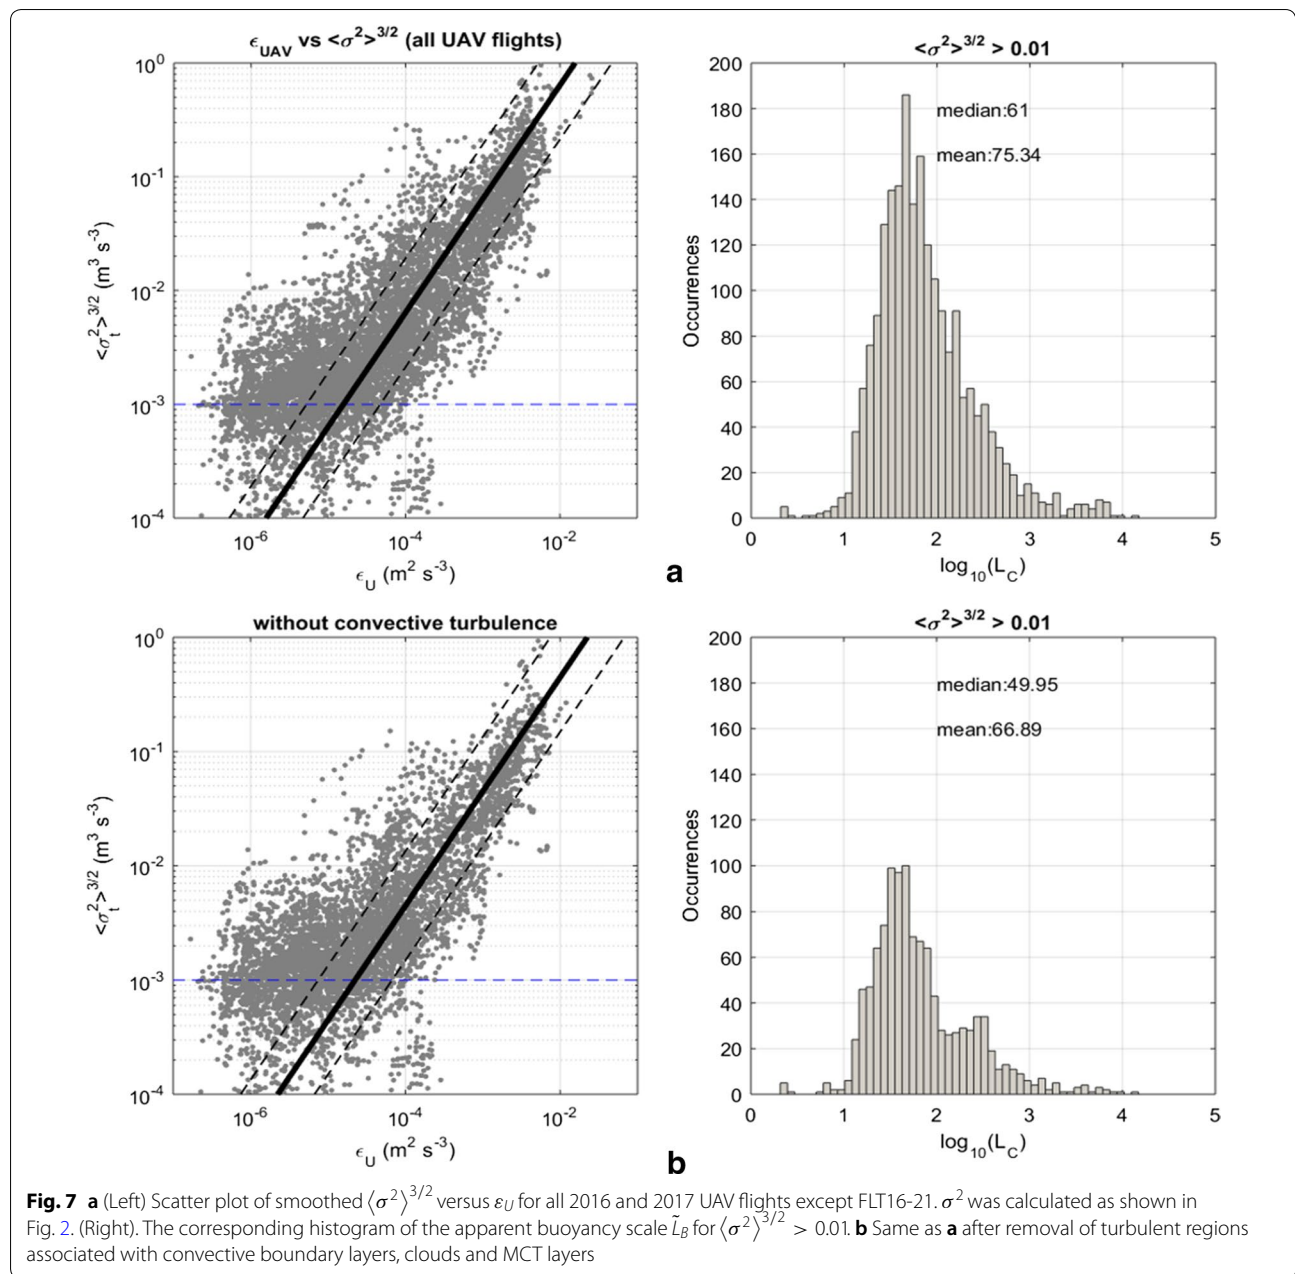 ϵ_UAV vs <σ²>^3/2 (all UAV flights)
10^0
10^-1
10^-2
10^-3
10^-4
<σ_t²>^3/2 (m³ s^-3)
10^-6 10^-4 10^-2
ϵ_U (m² s^-3)
<σ²>^3/2 > 0.01
200
180
160
140
120
100
80
60
40
20
0
Occurrences
median:61
mean:75.34
0 1 2 3 4 5
log₁₀(L_C)
a
without convective turbulence
10^0
10^-1
10^-2
10^-3
10^-4
<σ_t²>^3/2 (m³ s^-3)
10^-6 10^-4 10^-2
ϵ_U (m² s^-3)
<σ²>^3/2 > 0.01
200
180
160
140
120
100
80
60
40
20
0
Occurrences
median:49.95
mean:66.89
0 1 2 3 4 5
log₁₀(L_C)
b
Fig. 7 a (Left) Scatter plot of smoothed ⟨σ²⟩^3/2 versus ε_U for all 2016 and 2017 UAV flights except FLT16-21. σ² was calculated as shown in
Fig. 2. (Right). The corresponding histogram of the apparent buoyancy scale L̃_B for ⟨σ²⟩^3/2 > 0.01. b Same as a after removal of turbulent regions
associated with convective boundary layers, clouds and MCT layers